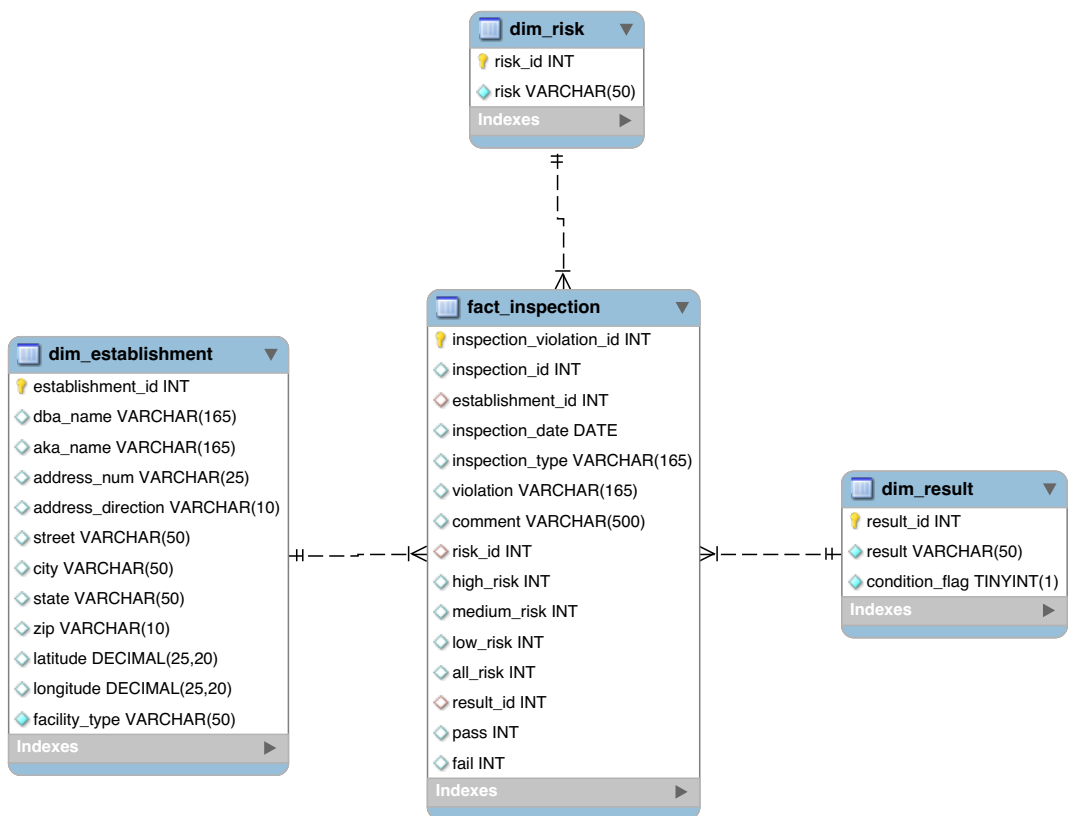 dim_risk
risk_id INT
risk VARCHAR(50)
Indexes
fact_inspection
inspection_violation_id INT
inspection_id INT
establishment_id INT
inspection_date DATE
inspection_type VARCHAR(165)
violation VARCHAR(165)
comment VARCHAR(500)
risk_id INT
high_risk INT
medium_risk INT
low_risk INT
all_risk INT
result_id INT
pass INT
fail INT
Indexes
dim_establishment
establishment_id INT
dba_name VARCHAR(165)
aka_name VARCHAR(165)
address_num VARCHAR(25)
address_direction VARCHAR(10)
street VARCHAR(50)
city VARCHAR(50)
state VARCHAR(50)
zip VARCHAR(10)
latitude DECIMAL(25,20)
longitude DECIMAL(25,20)
facility_type VARCHAR(50)
Indexes
dim_result
result_id INT
result VARCHAR(50)
condition_flag TINYINT(1)
Indexes